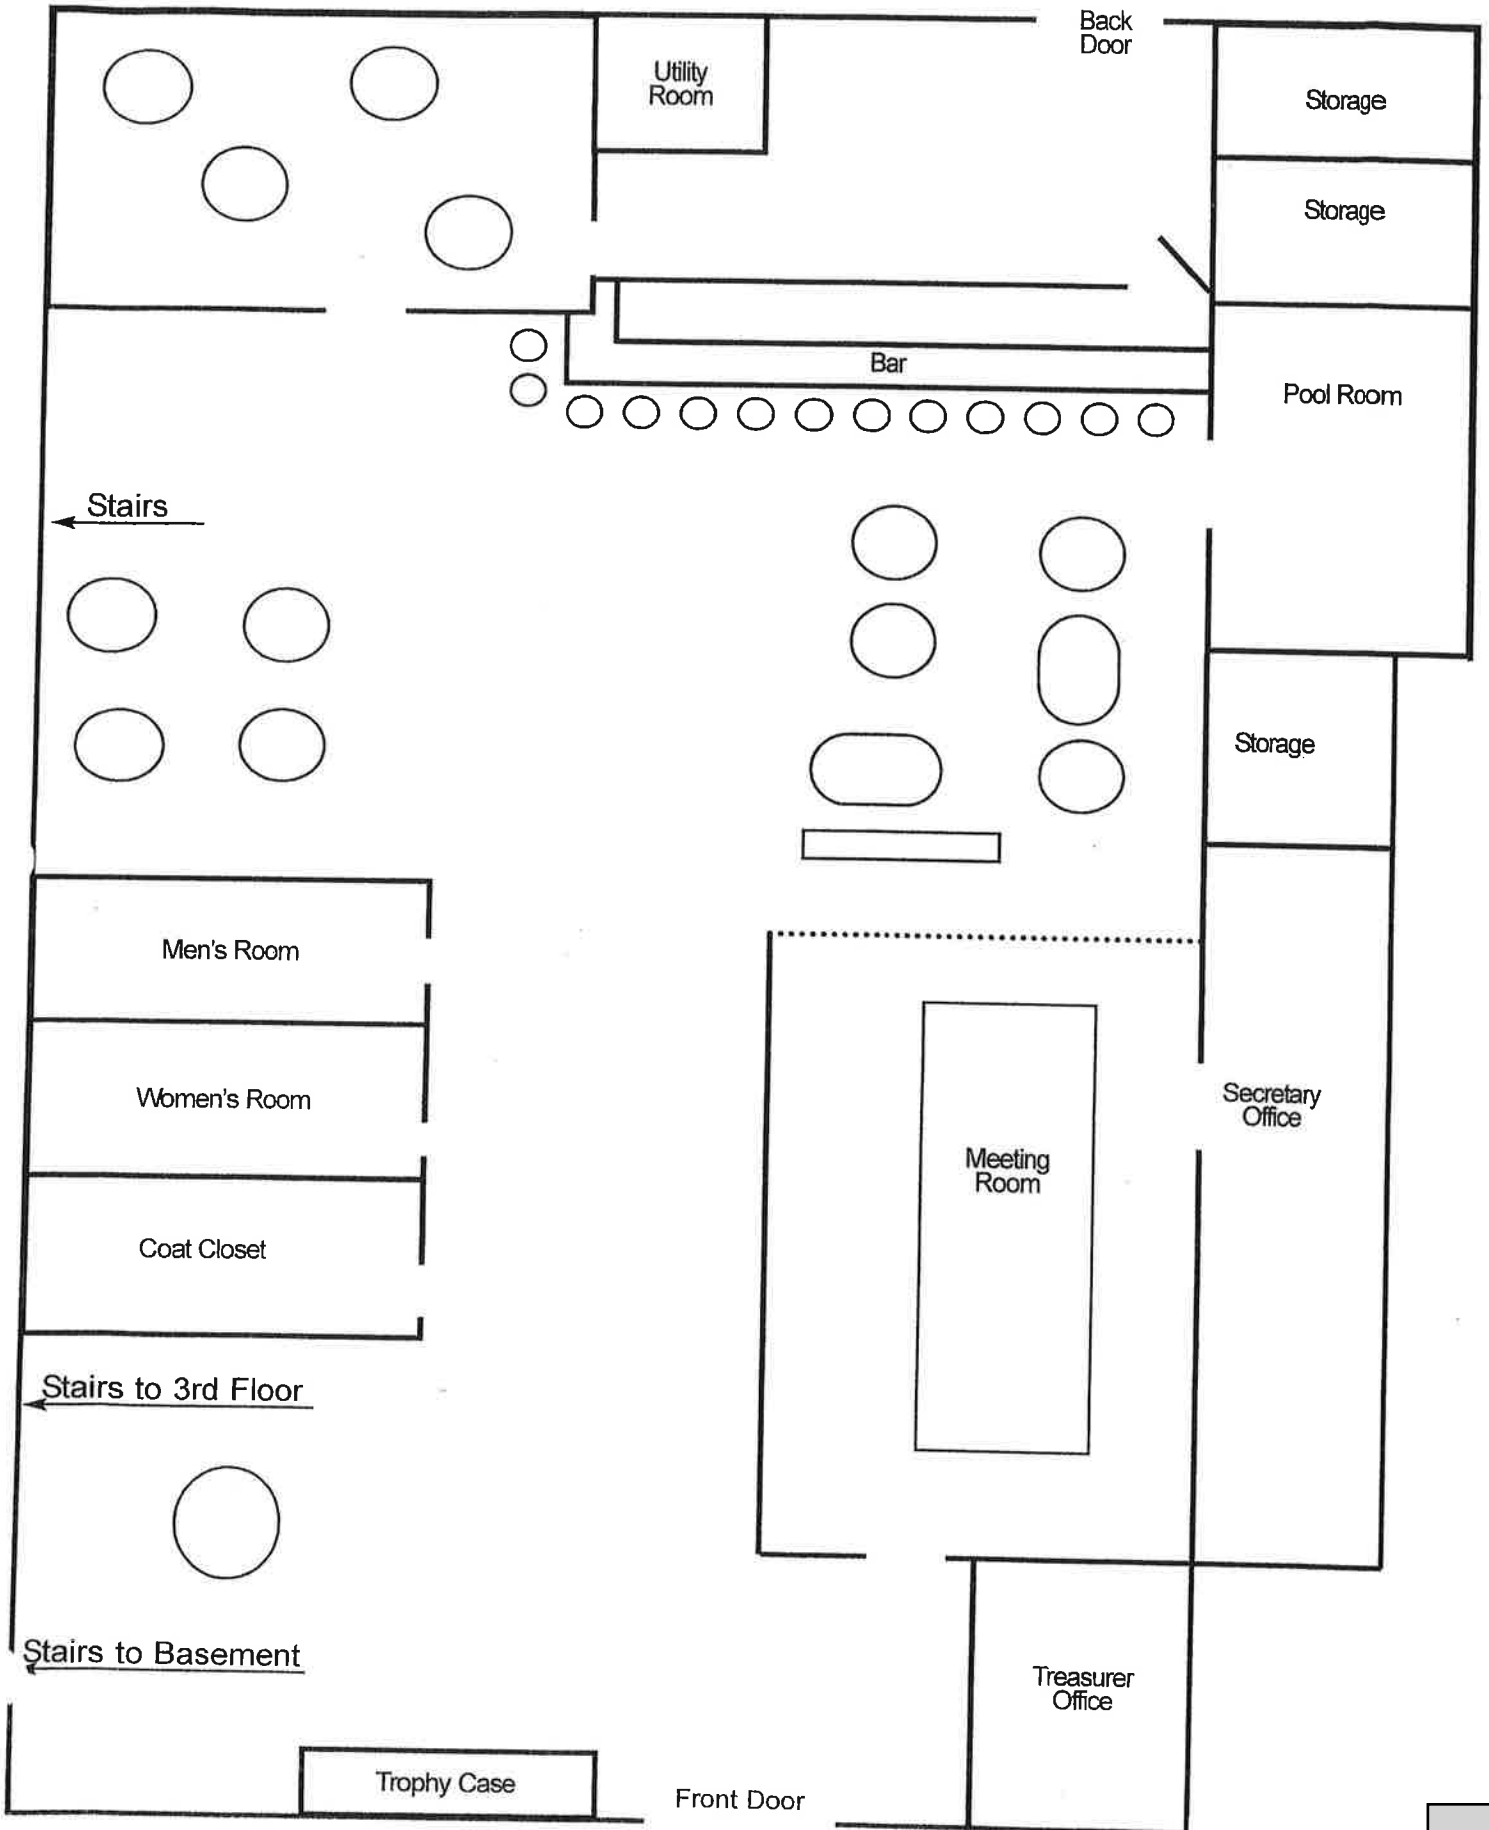 Back
Door
Utility
Room
Storage
Storage
Bar
Pool Room
Stairs
Storage
Men's Room
Women's Room
Secretary
Office
Meeting
Room
Coat Closet
Stairs to 3rd Floor
Stairs to Basement
Treasurer
Office
Trophy Case
Front Door